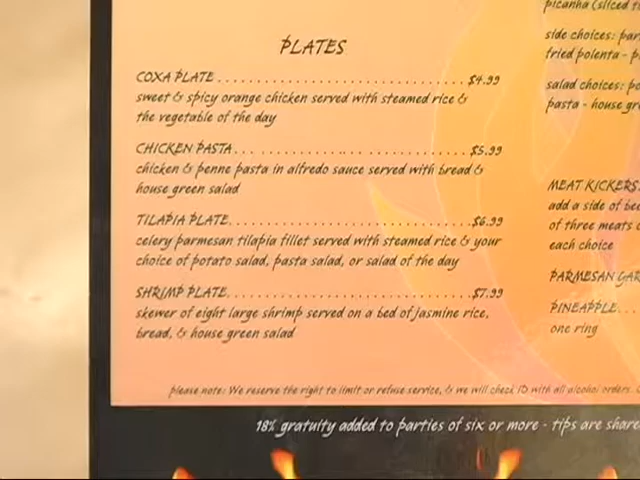 PLATES
COXA PLATE . . . . . . . . . . . . . . . . . . . . . . . . . . . . . . $4.99
sweet & spicy orange chicken served with steamed rice &
the vegetable of the day
CHICKEN PASTA . . . . . . . . . . . . . . . . . . . . . . . . . . . . $5.99
chicken & penne pasta in alfredo sauce served with bread &
house green salad
TILAPIA PLATE . . . . . . . . . . . . . . . . . . . . . . . . . . . . $6.99
celery parmesan tilapia fillet served with steamed rice & your
choice of potato salad, pasta salad, or salad of the day
SHRIMP PLATE . . . . . . . . . . . . . . . . . . . . . . . . . . . . $7.99
skewer of eight large shrimp served on a bed of jasmine rice,
bread, & house green salad
picanha (sliced
side choices:
fried polenta -
salad choices:
pasta - house
MEAT KICKERS
add a side of
of three meats
each choice
PARMESAN
PINEAPPLE . . .
one ring
please note: We reserve the right to limit or refuse service, & we will check ID with all alcohol orders.
18% gratuity added to parties of six or more - tips are